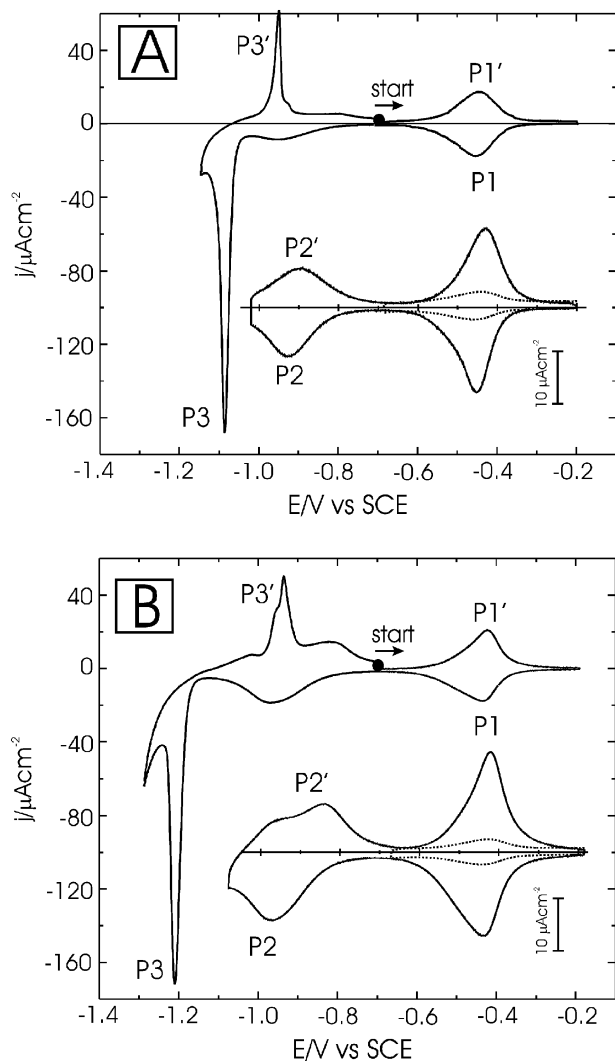 A
P3'
start
P1'
40
0
-40
-80
-120
-160
j/µAcm-2
P1
P2'
P2
P3
10 µAcm-2
-1.4 -1.2 -1.0 -0.8 -0.6 -0.4 -0.2
E/V vs SCE
B
P3'
start
P1'
40
0
-40
-80
-120
-160
j/µAcm-2
P1
P2'
P2
P3
10 µAcm-2
-1.4 -1.2 -1.0 -0.8 -0.6 -0.4 -0.2
E/V vs SCE